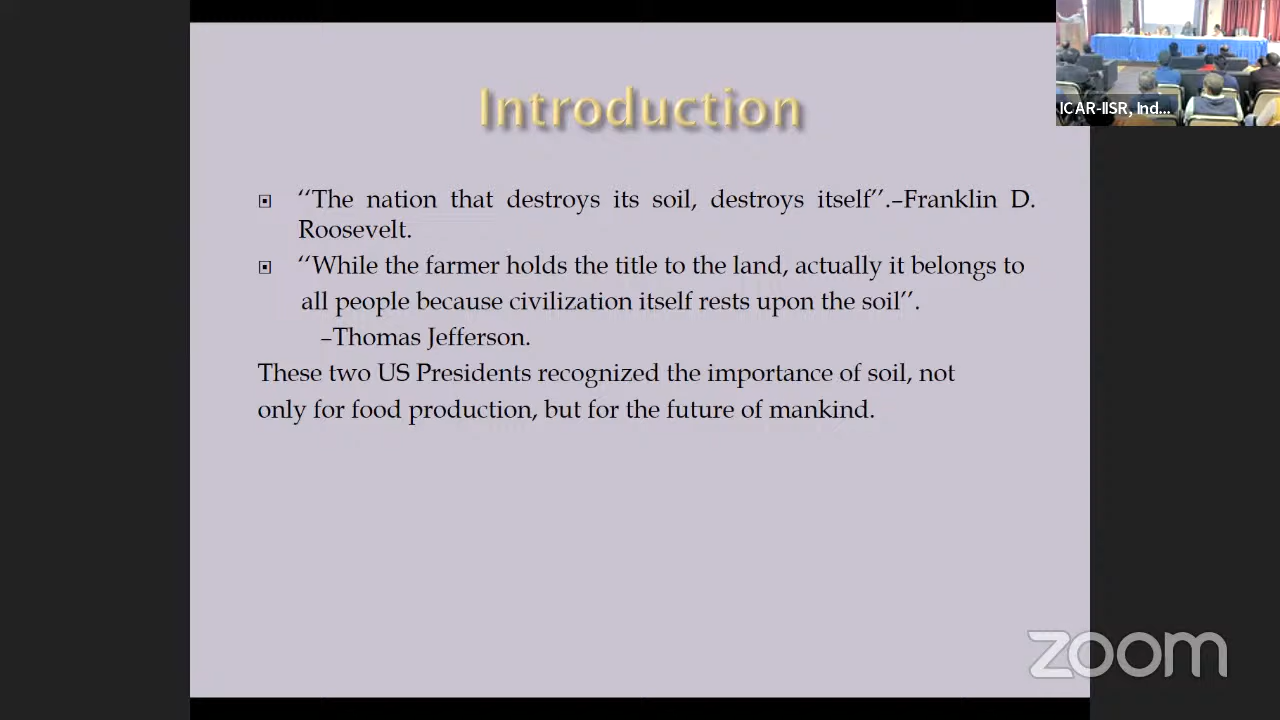 Introduction
‘‘The nation that destroys its soil, destroys itself’’.–Franklin D.
Roosevelt.
‘‘While the farmer holds the title to the land, actually it belongs to
all people because civilization itself rests upon the soil’’.
–Thomas Jefferson.
These two US Presidents recognized the importance of soil, not
only for food production, but for the future of mankind.
ICAR-IISR, Ind...
zoom